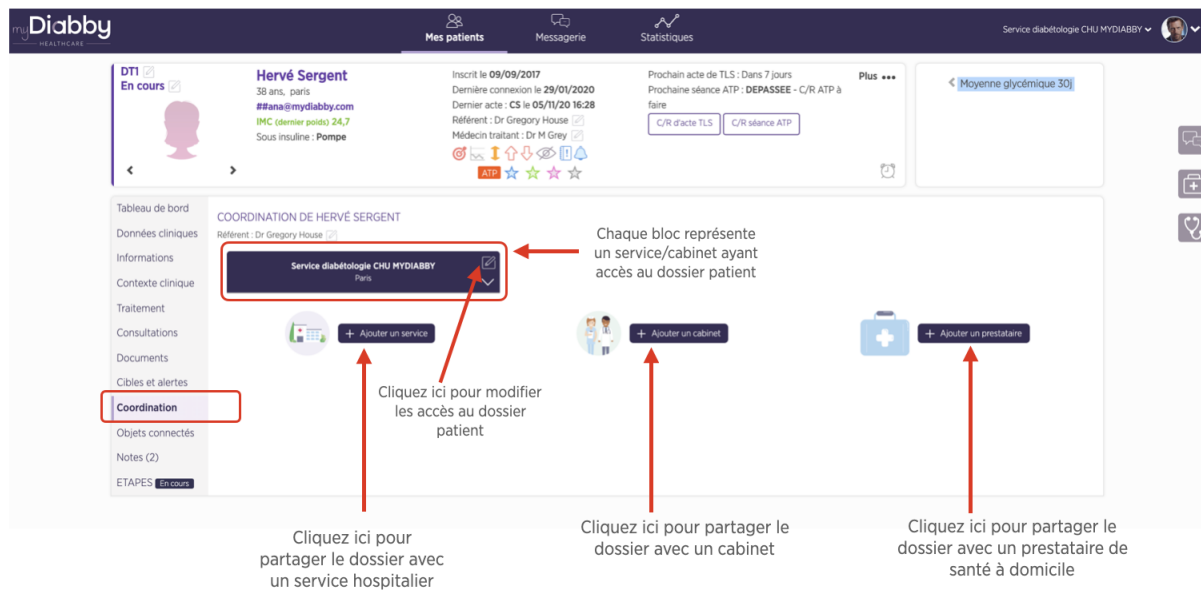 myDiabby
HEALTHCARE
Mes patients
Messagerie
Statistiques
Service diabétologie CHU MYDIABBY
DT1
En cours
Hervé Sergent
38 ans, paris
##ana@mydiabby.com
IMC (dernier poids) 24,7
Sous insuline : Pompe
Inscrit le 09/09/2017
Dernière connexion le 29/01/2020
Dernier acte : CS le 05/11/20 16:28
Référent : Dr Gregory House
Médecin traitant : Dr M Grey
ATP
Prochain acte de TLS : Dans 7 jours
Prochaine séance ATP : DEPASSEE - C/R ATP à
faire
C/R d'acte TLS
C/R séance ATP
Plus •••
Moyenne glycémique 30j
Tableau de bord
Données cliniques
Informations
Contexte clinique
Traitement
Consultations
Documents
Cibles et alertes
Coordination
Objets connectés
Notes (2)
ETAPES En cours
COORDINATION DE HERVÉ SERGENT
Référent : Dr Gregory House
Service diabétologie CHU MYDIABBY
Paris
Chaque bloc représente
un service/cabinet ayant
accès au dossier patient
+ Ajouter un service
+ Ajouter un cabinet
+ Ajouter un prestataire
Cliquez ici pour modifier
les accès au dossier
patient
Cliquez ici pour
partager le dossier avec
un service hospitalier
Cliquez ici pour partager le
dossier avec un cabinet
Cliquez ici pour partager le
dossier avec un prestataire de
santé à domicile